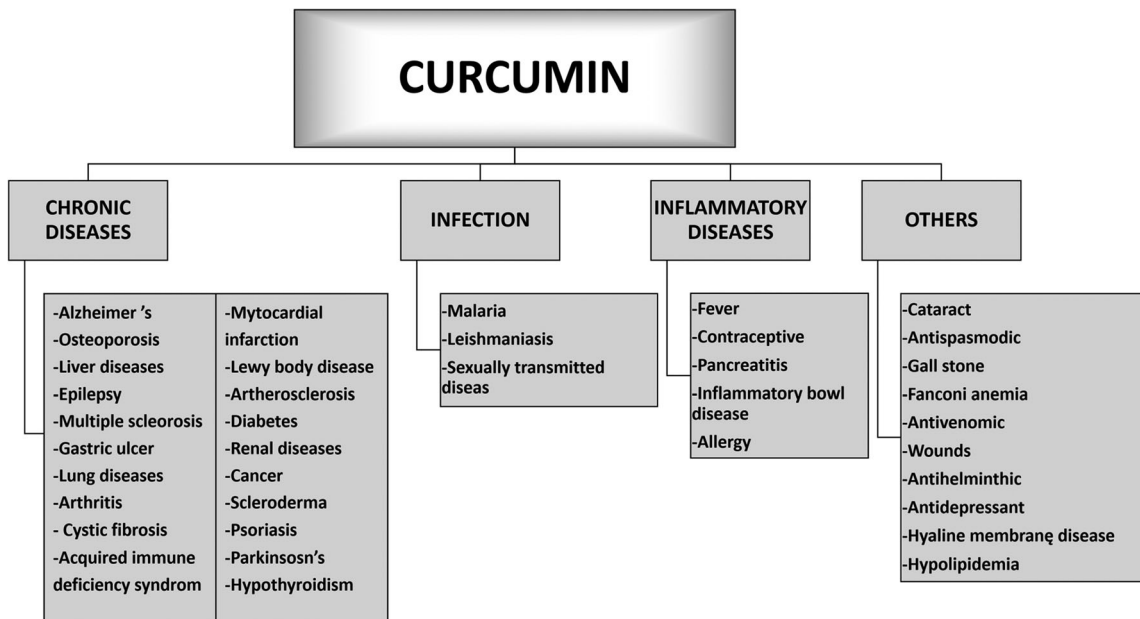 CURCUMIN
CHRONIC
DISEASES
INFECTION
INFLAMMATORY
DISEASES
OTHERS
-Alzheimer 's
-Osteoporosis
-Liver diseases
-Epilepsy
-Multiple scleorosis
-Gastric ulcer
-Lung diseases
-Arthritis
- Cystic fibrosis
-Acquired immune
deficiency syndrom
-Mytocardial
infarction
-Lewy body disease
-Artherosclerosis
-Diabetes
-Renal diseases
-Cancer
-Scleroderma
-Psoriasis
-Parkinsosn's
-Hypothyroidism
-Malaria
-Leishmaniasis
-Sexually transmitted
diseas
-Fever
-Contraceptive
-Pancreatitis
-Inflammatory bowl
disease
-Allergy
-Cataract
-Antispasmodic
-Gall stone
-Fanconi anemia
-Antivenomic
-Wounds
-Antihelminthic
-Antidepressant
-Hyaline membranę disease
-Hypolipidemia